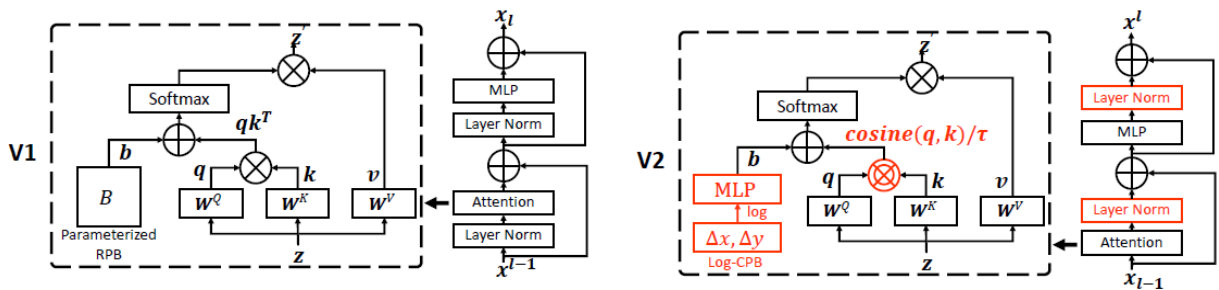 V1
z'
Softmax
qk^T
b
B
Parameterized
RPB
q
k
v
W^Q
W^K
W^V
z
x_l
MLP
Layer Norm
Attention
Layer Norm
x^{l-1}
V2
z'
Softmax
cosine(q, k)/τ
b
MLP
log
Δx, Δy
Log-CPB
q
k
v
W^Q
W^K
W^V
z
x^l
Layer Norm
MLP
Layer Norm
Attention
x_{l-1}